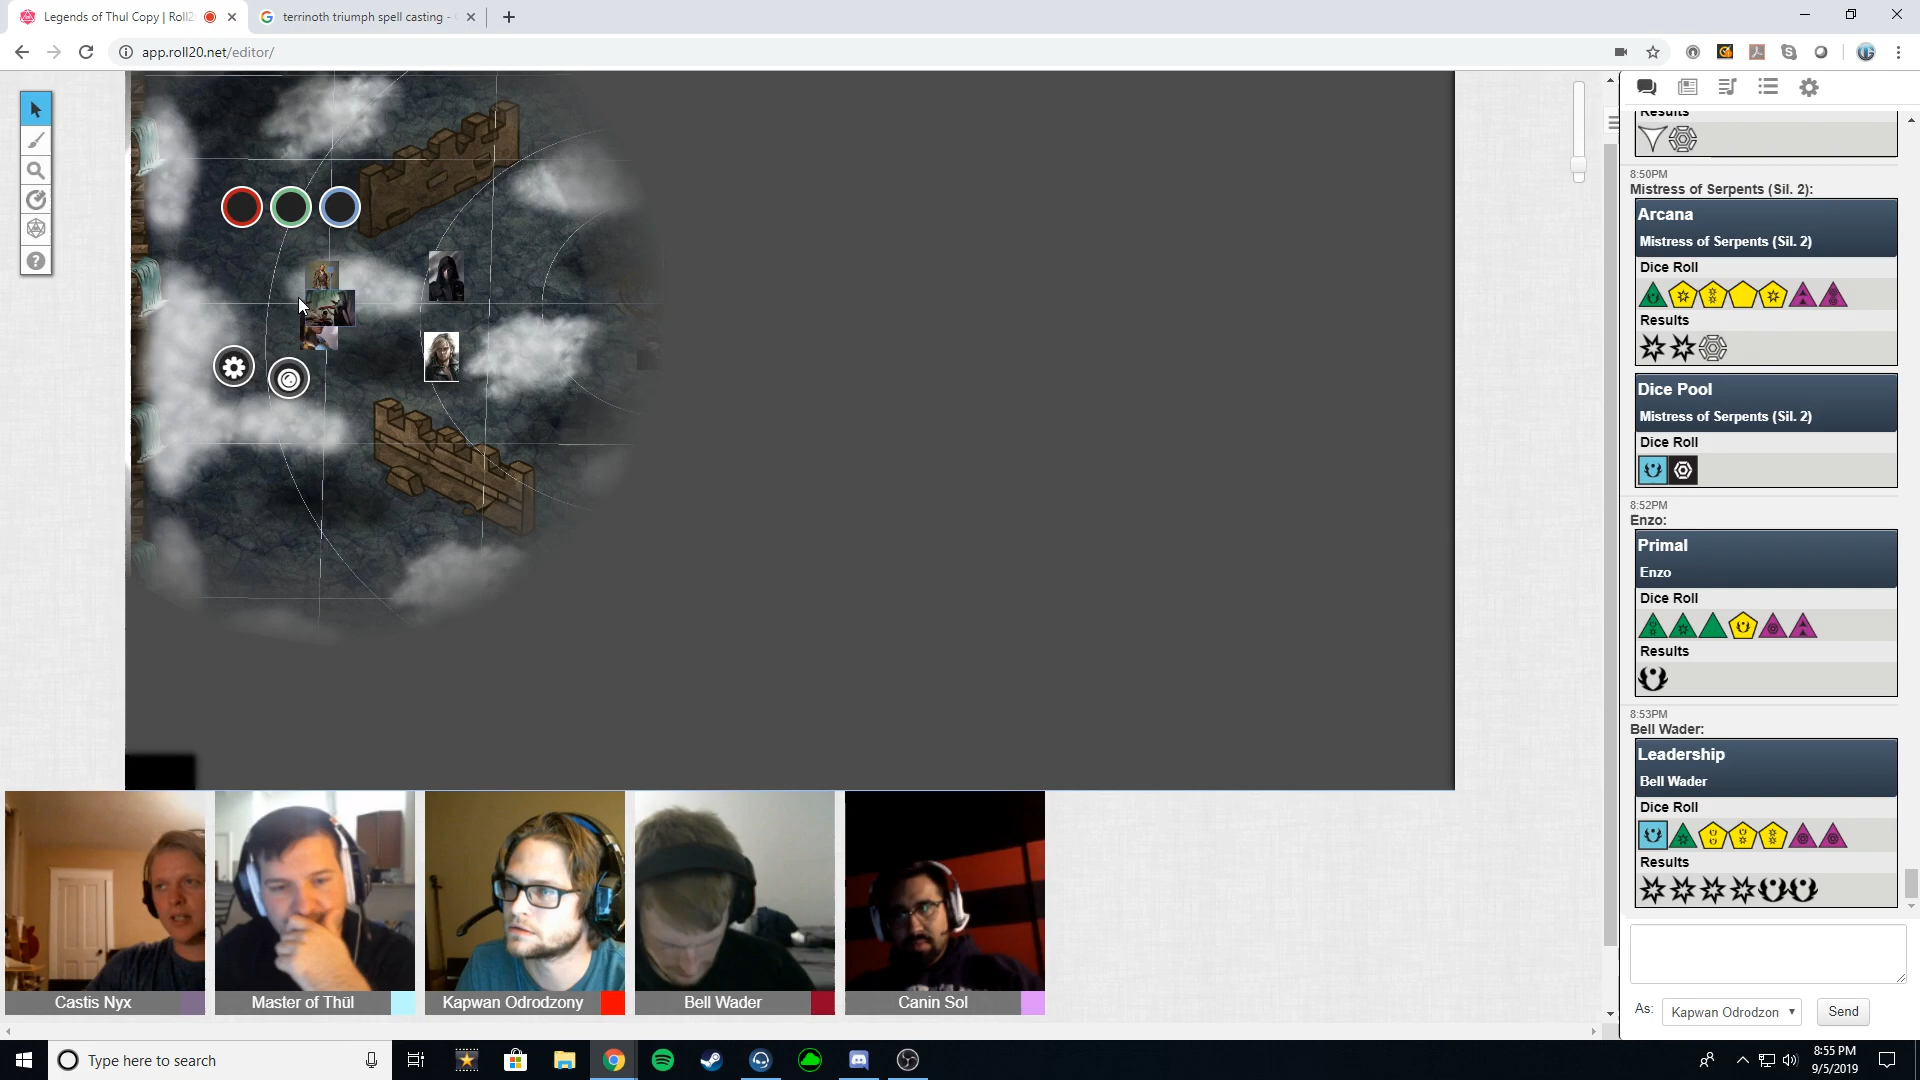 Legends of Thul Copy | Roll2
terrinoth triumph spell casting -
app.roll20.net/editor/
Results
8:50PM
Mistress of Serpents (Sil. 2):
Arcana
Mistress of Serpents (Sil. 2)
Dice Roll
Results
Dice Pool
Mistress of Serpents (Sil. 2)
Dice Roll
8:52PM
Enzo:
Primal
Enzo
Dice Roll
Results
8:53PM
Bell Wader:
Leadership
Bell Wader
Dice Roll
Results
As:
Kapwan Odrodzon
Send
Castis Nyx
Master of Thül
Kapwan Odrodzony
Bell Wader
Canin Sol
Type here to search
8:55 PM
9/5/2019